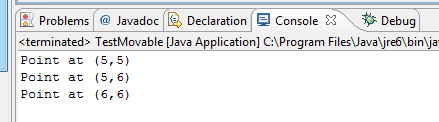 Problems @ Javadoc Declaration Console Debug
<terminated> TestMovable [Java Application] C:\Program Files\Java\jre6\bin\ja
Point at (5,5)
Point at (5,6)
Point at (6,6)